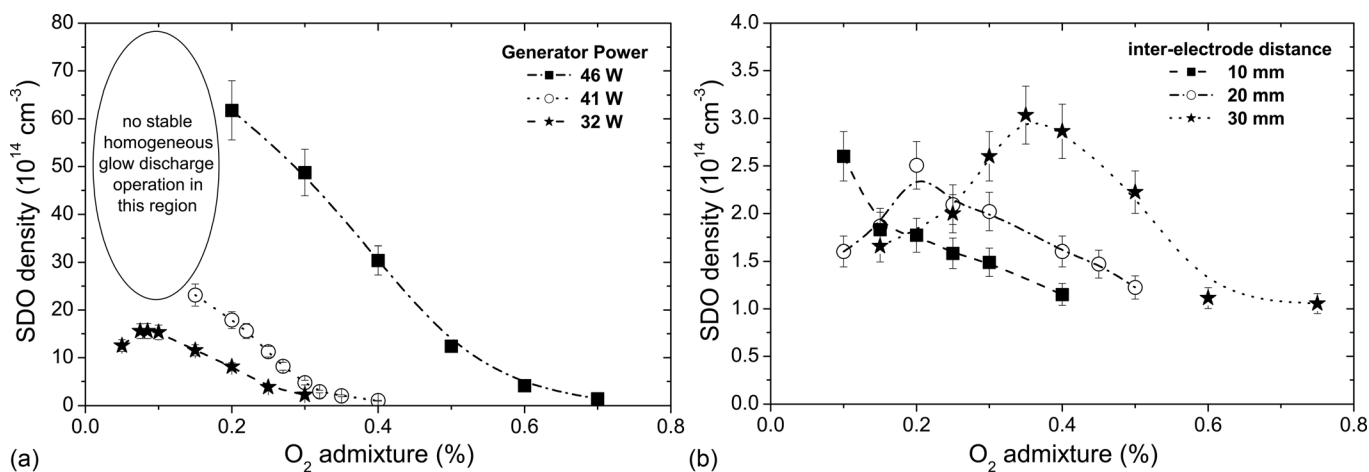 80
70
60
50
40
30
20
10
0
SDO density (10^14 cm^-3)
0.0 0.2 0.4 0.6 0.8
O_2 admixture (%)
(a)
Generator Power
46 W
41 W
32 W
no stable
homogeneous
glow discharge
operation in
this region
4.0
3.5
3.0
2.5
2.0
1.5
1.0
0.5
0.0
SDO density (10^14 cm^-3)
0.0 0.2 0.4 0.6 0.8
O_2 admixture (%)
(b)
inter-electrode distance
10 mm
20 mm
30 mm